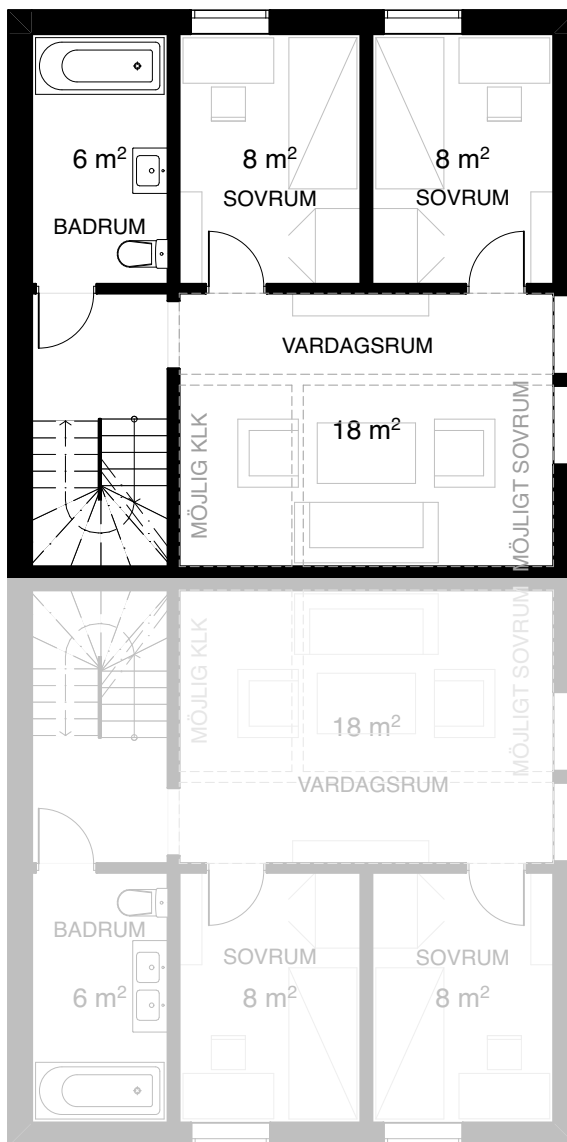 6 m²
8 m²
8 m²
BADRUM
SOVRUM
SOVRUM
VARDAGSRUM
18 m²
MÖJLIG KLK
MÖJLIGT SOVRUM
MÖJLIG KLK
MÖJLIGT SOVRUM
18 m²
VARDAGSRUM
BADRUM
SOVRUM
SOVRUM
6 m²
8 m²
8 m²